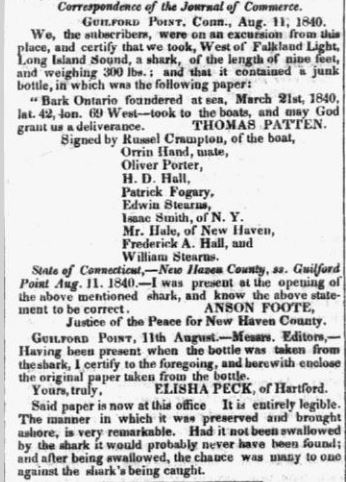 Correspondence of the Journal of Commerce.
GUILFORD POINT, Conn., Aug. 11, 1840.
We, the subscribers, were on an excursion from this
place, and certify that we took, West of Falkland Light,
Long Island Sound, a shark, of the length of nine feet,
and weighing 300 lbs.; and that it contained a junk
bottle, in which was the following paper:
"Bark Ontario foundered at sea, March 21st, 1840,
lat. 42, lon. 69 West—took to the boats, and may God
grant us a deliverance. THOMAS PATTEN.
Signed by Russel Crampton, of the boat,
Orrin Hand, mate,
Oliver Porter,
H. D. Hall,
Patrick Fogary,
Edwin Stearns,
Isaac Smith, of N. Y.
Mr. Hale, of New Haven,
Frederick A. Hall, and
William Stearns.
State of Connecticut,—New Haven County, ss. Guilford
Point Aug. 11. 1840.—I was present at the opening of
the above mentioned shark, and know the above state-
ment to be correct. ANSON FOOTE,
Justice of the Peace for New Haven County.
GUILFORD POINT, 11th August.—Messrs. Editors,—
Having been present when the bottle was taken from
the shark, I certify to the foregoing, and herewith enclose
the original paper taken from the bottle.
Yours, truly, ELISHA PECK, of Hartford.
Said paper is now at this office It is entirely legible.
The manner in which it was preserved and brought
ashore, is very remarkable. Had it not been swallowed
by the shark it would probably never have been found;
and after being swallowed, the chance was many to one
against the shark's being caught.